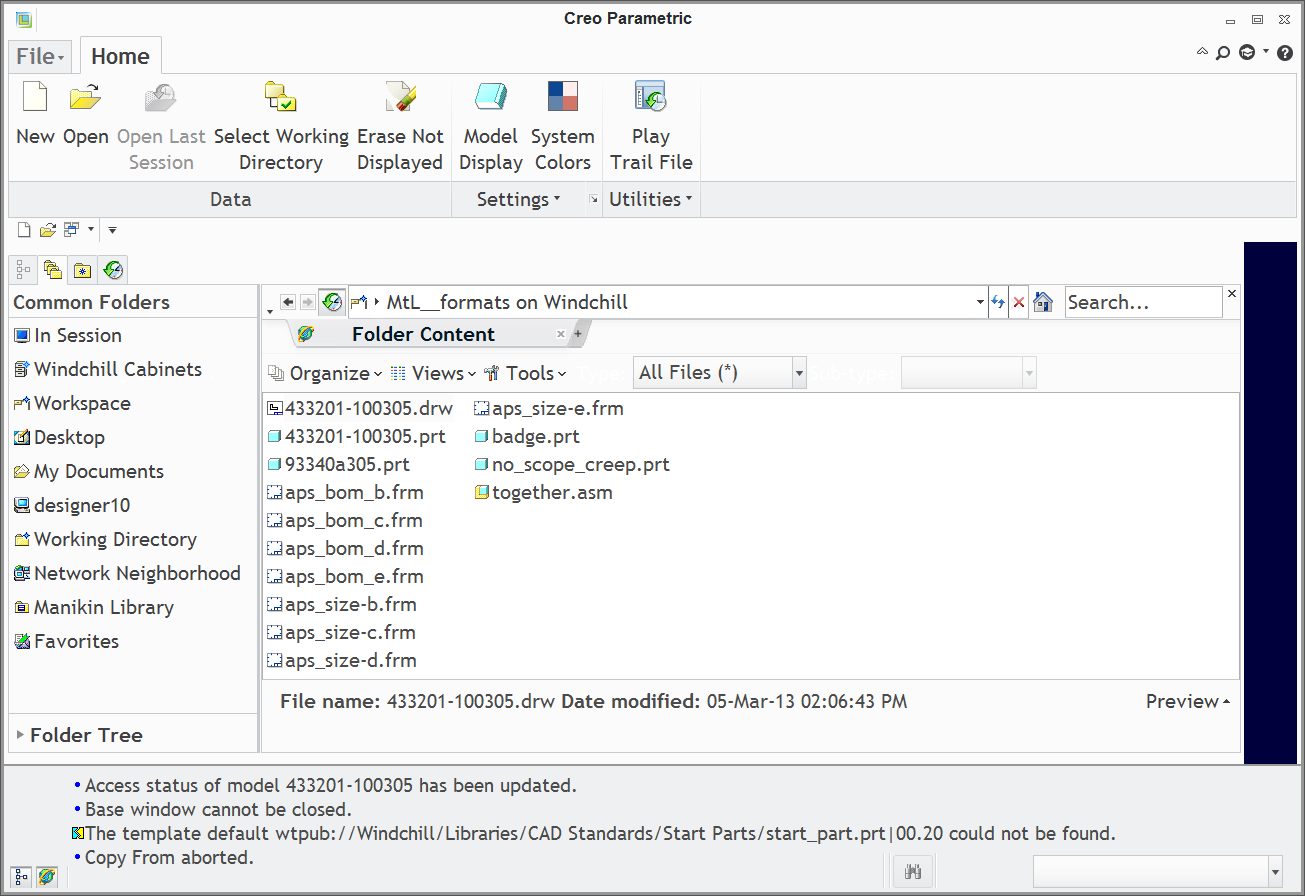 Creo Parametric
File Home
New Open Open Last Session Select Working Directory Erase Not Displayed Model Display System Colors Play Trail File
Data Settings Utilities
Common Folders
In Session
Windchill Cabinets
Workspace
Desktop
My Documents
designer10
Working Directory
Network Neighborhood
Manikin Library
Favorites
Folder Tree
MtL__formats on Windchill Search...
Folder Content +
Organize Views Tools Type: All Files (*) Sub-type:
433201-100305.drw
433201-100305.prt
93340a305.prt
aps_bom_b.frm
aps_bom_c.frm
aps_bom_d.frm
aps_bom_e.frm
aps_size-b.frm
aps_size-c.frm
aps_size-d.frm
aps_size-e.frm
badge.prt
no_scope_creep.prt
together.asm
File name: 433201-100305.drw Date modified: 05-Mar-13 02:06:43 PM Preview
• Access status of model 433201-100305 has been updated.
• Base window cannot be closed.
The template default wtpub://Windchill/Libraries/CAD Standards/Start Parts/start_part.prt|00.20 could not be found.
• Copy From aborted.